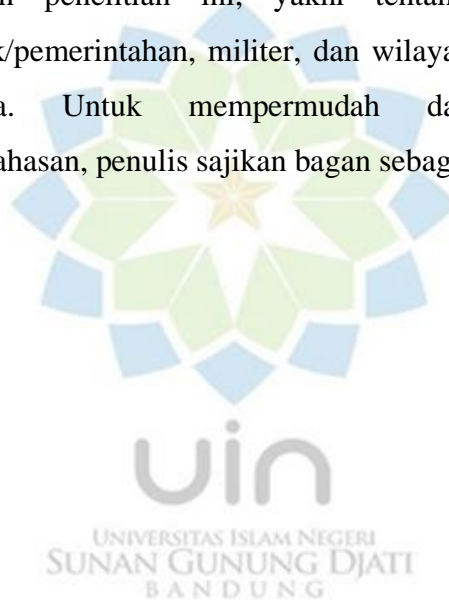 penelitian ini, yakni
k/pemerintahan, militer, dan wilaya
a. Untuk mempermudah da
ahasan, penulis sajikan bagan sebag
uin
UNIVERSITAS ISLAM NEGERI
SUNAN GUNUNG DJATI
BANDUNG